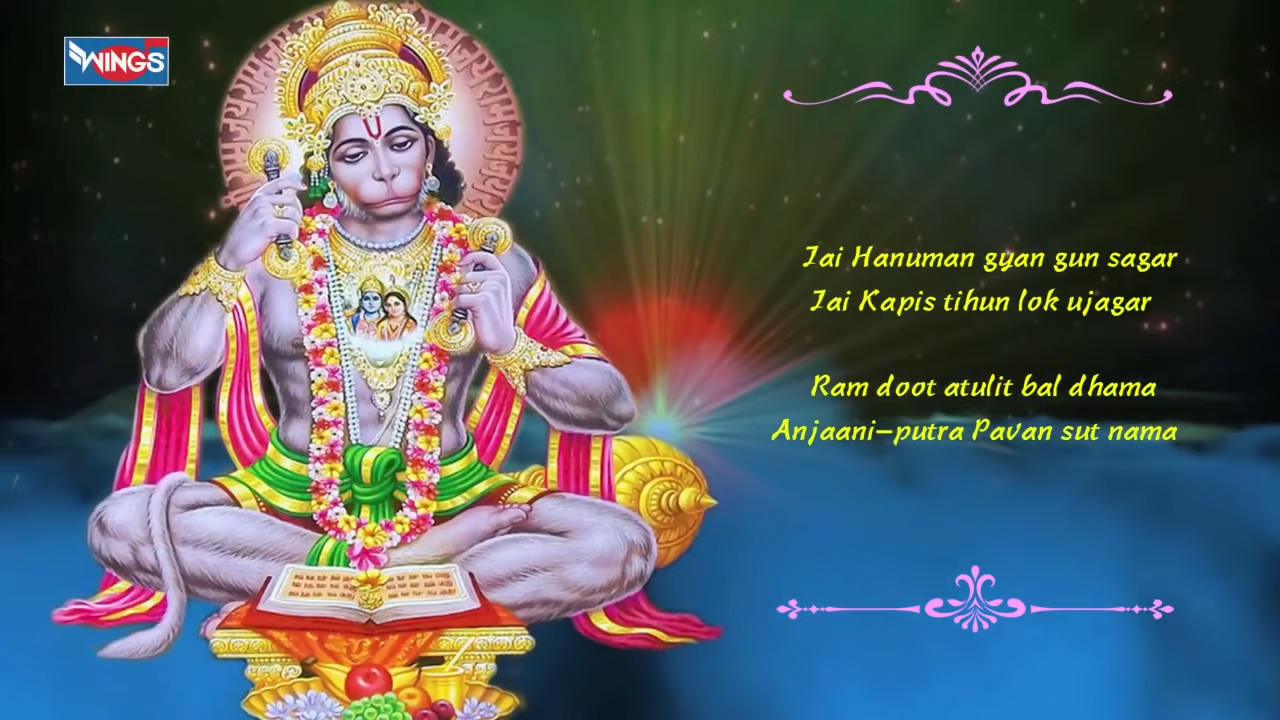 WINGS
Jai Hanuman gyan gun sagar
Jai Kapis tihun lok ujagar
Ram doot atulit bal dhama
Anjaani-putra Pavan sut nama